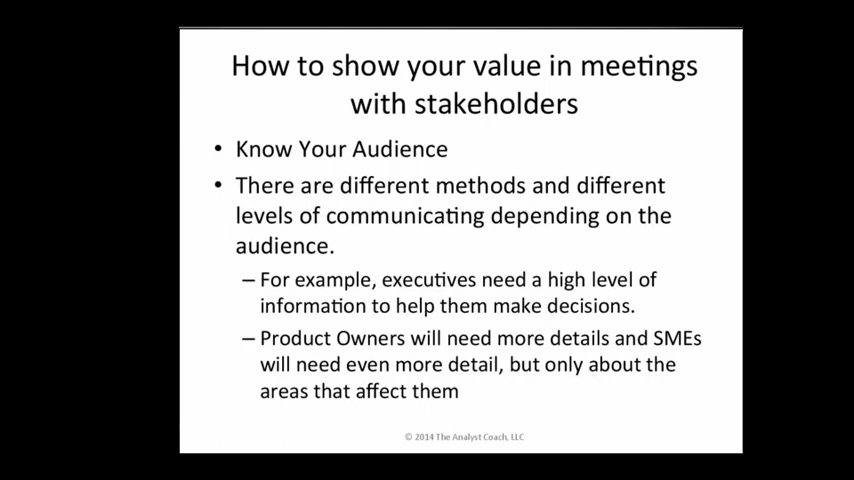 How to show your value in meetings
with stakeholders
• Know Your Audience
• There are different methods and different
levels of communicating depending on the
audience.
– For example, executives need a high level of
information to help them make decisions.
– Product Owners will need more details and SMEs
will need even more detail, but only about the
areas that affect them
© 2014 The Analyst Coach, LLC